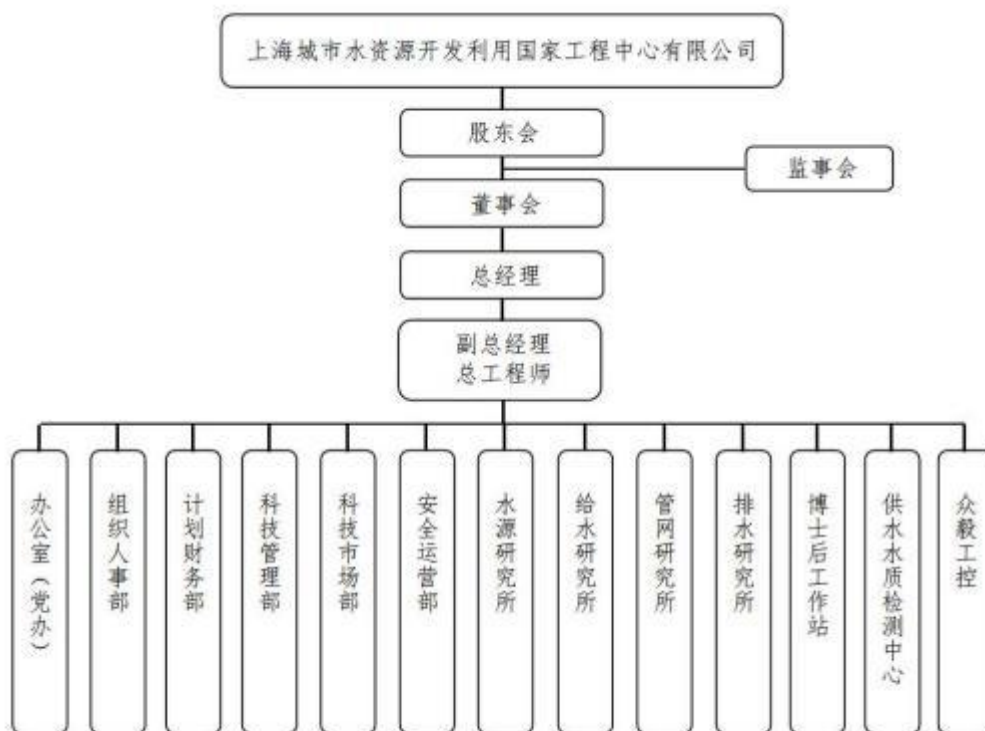 上海城市水资源开发利用国家工程中心有限公司
股东会
监事会
董事会
总经理
副总经理
总工程师
办公室（党办）
组织人事部
计划财务部
科技管理部
科技市场部
安全运营部
水源研究所
给水研究所
管网研究所
排水研究所
博士后工作站
供水水质检测中心
众毅工控